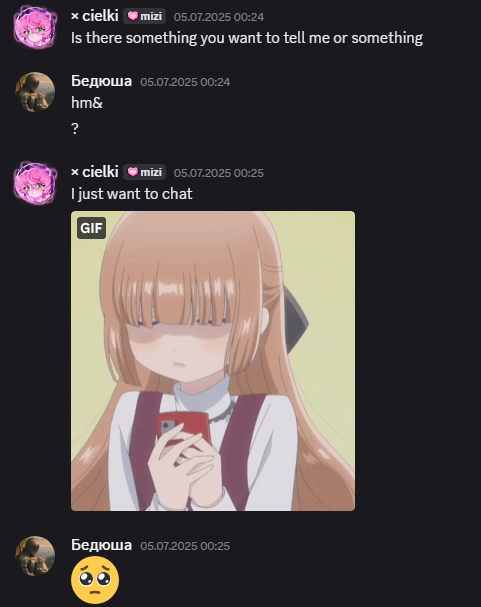 × cielki mizi 05.07.2025 00:24
Is there something you want to tell me or something
Бедюша 05.07.2025 00:24
hm&
?
× cielki mizi 05.07.2025 00:25
I just want to chat
GIF
Бедюша 05.07.2025 00:25